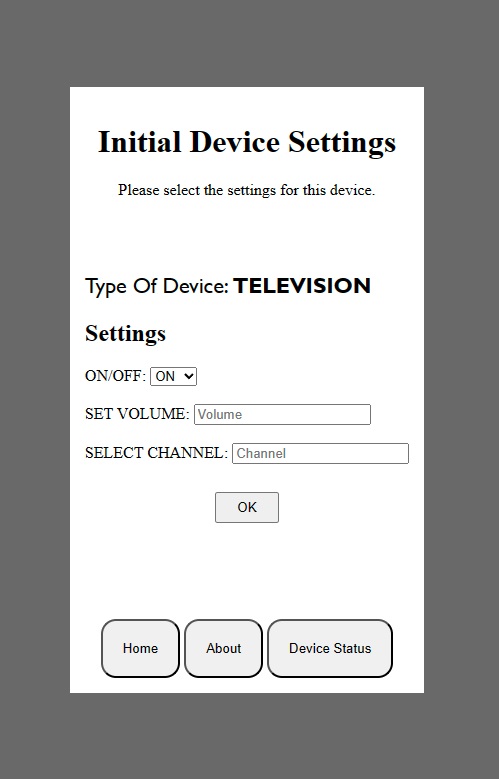 Initial Device Settings
Please select the settings for this device.
Type Of Device: TELEVISION
Settings
ON/OFF: ON
SET VOLUME: Volume
SELECT CHANNEL: Channel
OK
Home About Device Status